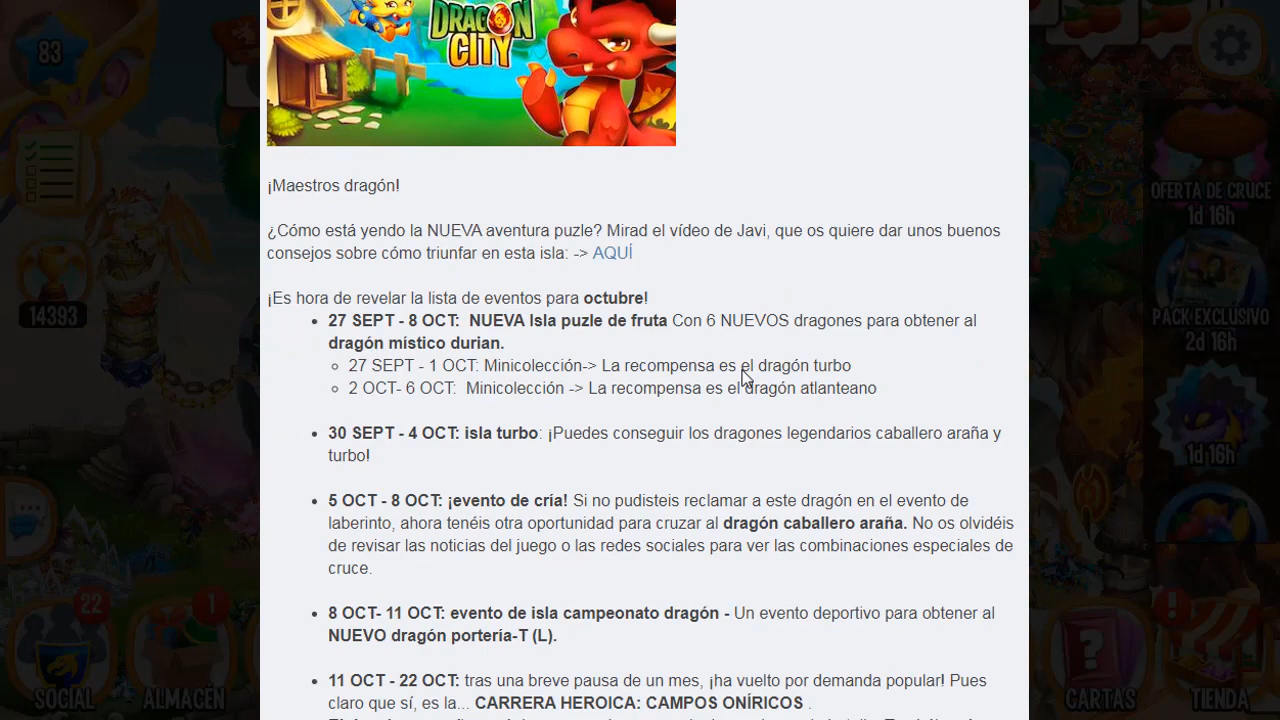 DRAGON
CITY
83
¡Maestros dragón!
¿Cómo está yendo la NUEVA aventura puzle? Mirad el vídeo de Javi, que os quiere dar unos buenos
consejos sobre cómo triunfar en esta isla: -> AQUÍ
OFERTA DE CRUCE
1d 16h
¡Es hora de revelar la lista de eventos para octubre!
14393
PACK EXCLUSIVO
2d 16h
• 27 SEPT - 8 OCT: NUEVA Isla puzle de fruta Con 6 NUEVOS dragones para obtener al
dragón místico durian.
○ 27 SEPT - 1 OCT: Minicolección-> La recompensa es el dragón turbo
○ 2 OCT- 6 OCT: Minicolección -> La recompensa es el dragón atlanteano
• 30 SEPT - 4 OCT: isla turbo: ¡Puedes conseguir los dragones legendarios caballero araña y
turbo!
1d 16h
• 5 OCT - 8 OCT: ¡evento de cría! Si no pudisteis reclamar a este dragón en el evento de
laberinto, ahora tenéis otra oportunidad para cruzar al dragón caballero araña. No os olvidéis
de revisar las noticias del juego o las redes sociales para ver las combinaciones especiales de
cruce.
• 8 OCT- 11 OCT: evento de isla campeonato dragón - Un evento deportivo para obtener al
NUEVO dragón portería-T (L).
22
1
!
?
• 11 OCT - 22 OCT: tras una breve pausa de un mes, ¡ha vuelto por demanda popular! Pues
claro que sí, es la... CARRERA HEROICA: CAMPOS ONÍRICOS .
SOCIAL
ALMACÉN
CARTAS
TIENDA